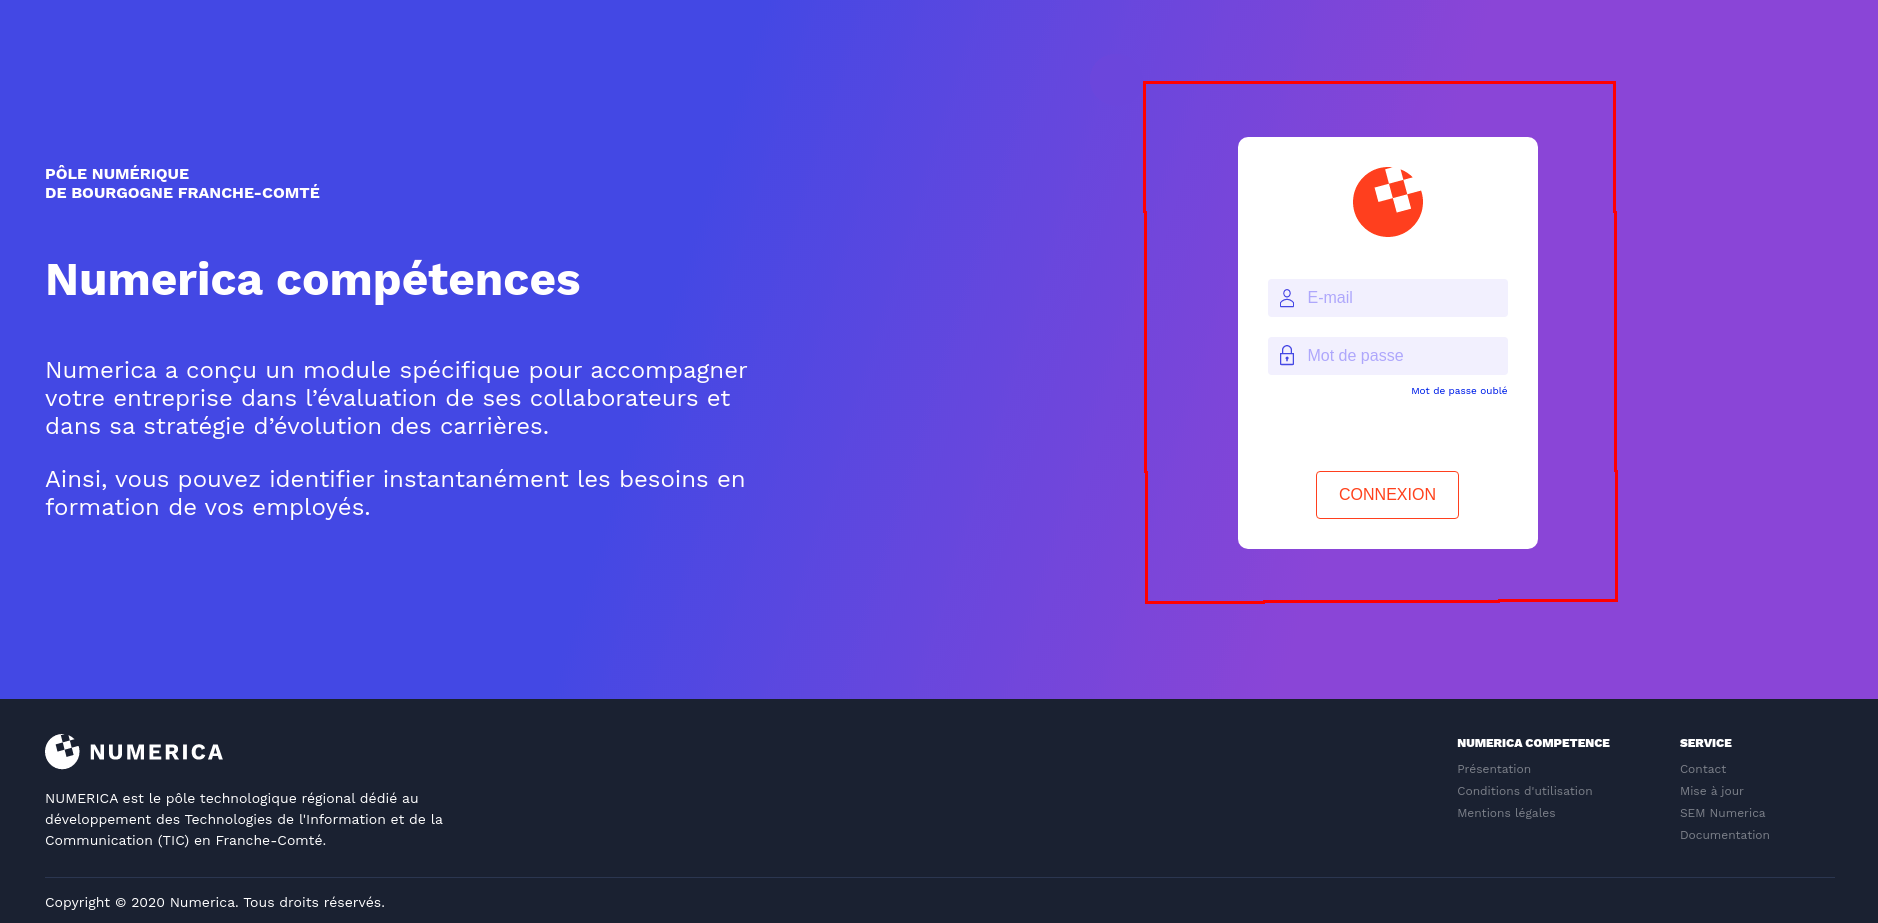 PÔLE NUMÉRIQUE
DE BOURGOGNE FRANCHE-COMTÉ
Numerica compétences
Numerica a conçu un module spécifique pour accompagner
votre entreprise dans l’évaluation de ses collaborateurs et
dans sa stratégie d’évolution des carrières.
Ainsi, vous pouvez identifier instantanément les besoins en
formation de vos employés.
E-mail
Mot de passe
Mot de passe oublé
CONNEXION
NUMERICA
NUMERICA est le pôle technologique régional dédié au
développement des Technologies de l'Information et de la
Communication (TIC) en Franche-Comté.
NUMERICA COMPETENCE
Présentation
Conditions d'utilisation
Mentions légales
SERVICE
Contact
Mise à jour
SEM Numerica
Documentation
Copyright © 2020 Numerica. Tous droits réservés.